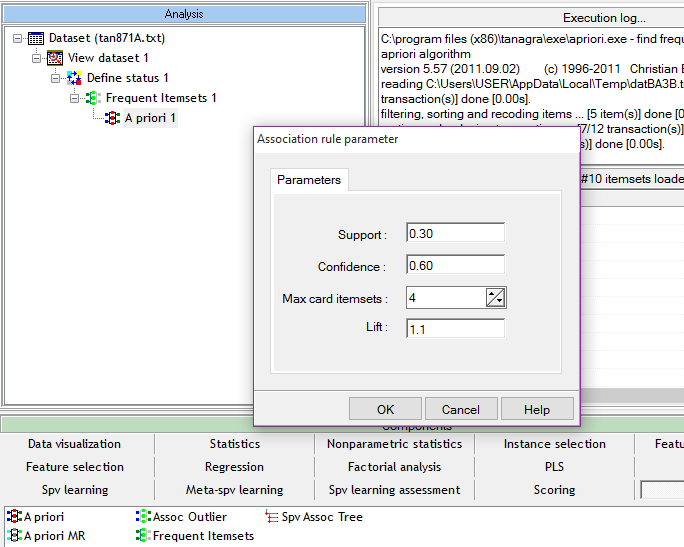 Analysis
Dataset (tan871A.txt)
View dataset 1
Define status 1
Frequent Itemsets 1
A priori 1
Execution log...
C:\program files (x86)\tanagra\exe\apriori.exe - find frequ
apriori algorithm
version 5.57 (2011.09.02) (c) 1996-2011 Christian B
reading C:\Users\USER\AppData\Local\Temp\datBA3B.t
transaction(s)] done [0.00s].
filtering, sorting and recoding items ... [5 item(s)] done [0
7/12 transaction(s)]
(s)] done [0.00s].
#10 itemsets loade
Association rule parameter
Parameters
Support : 0.30
Confidence : 0.60
Max card itemsets : 4
Lift : 1.1
OK Cancel Help
Components
Data visualization Statistics Nonparametric statistics Instance selection Featu
Feature selection Regression Factorial analysis PLS
Spv learning Meta-spv learning Spv learning assessment Scoring
A priori Assoc Outlier Spv Assoc Tree
A priori MR Frequent Itemsets